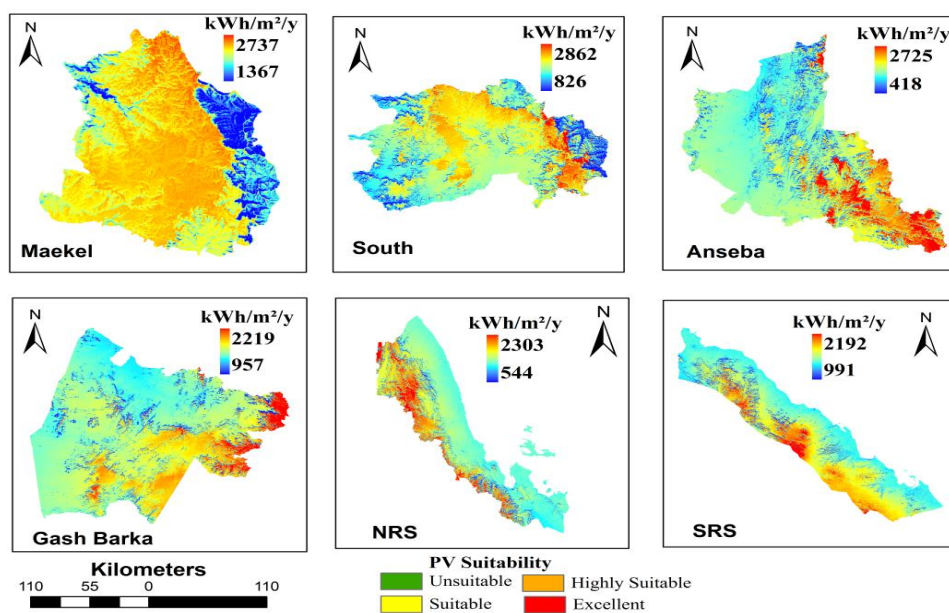 N
kWh/m²/y
2737
1367
Maekel
N
kWh/m²/y
2862
826
South
N
kWh/m²/y
2725
418
Anseba
N
kWh/m²/y
2219
957
Gash Barka
N
kWh/m²/y
2303
544
NRS
N
kWh/m²/y
2192
991
SRS
Kilometers
110 55 0 110
PV Suitability
Unsuitable
Highly Suitable
Suitable
Excellent